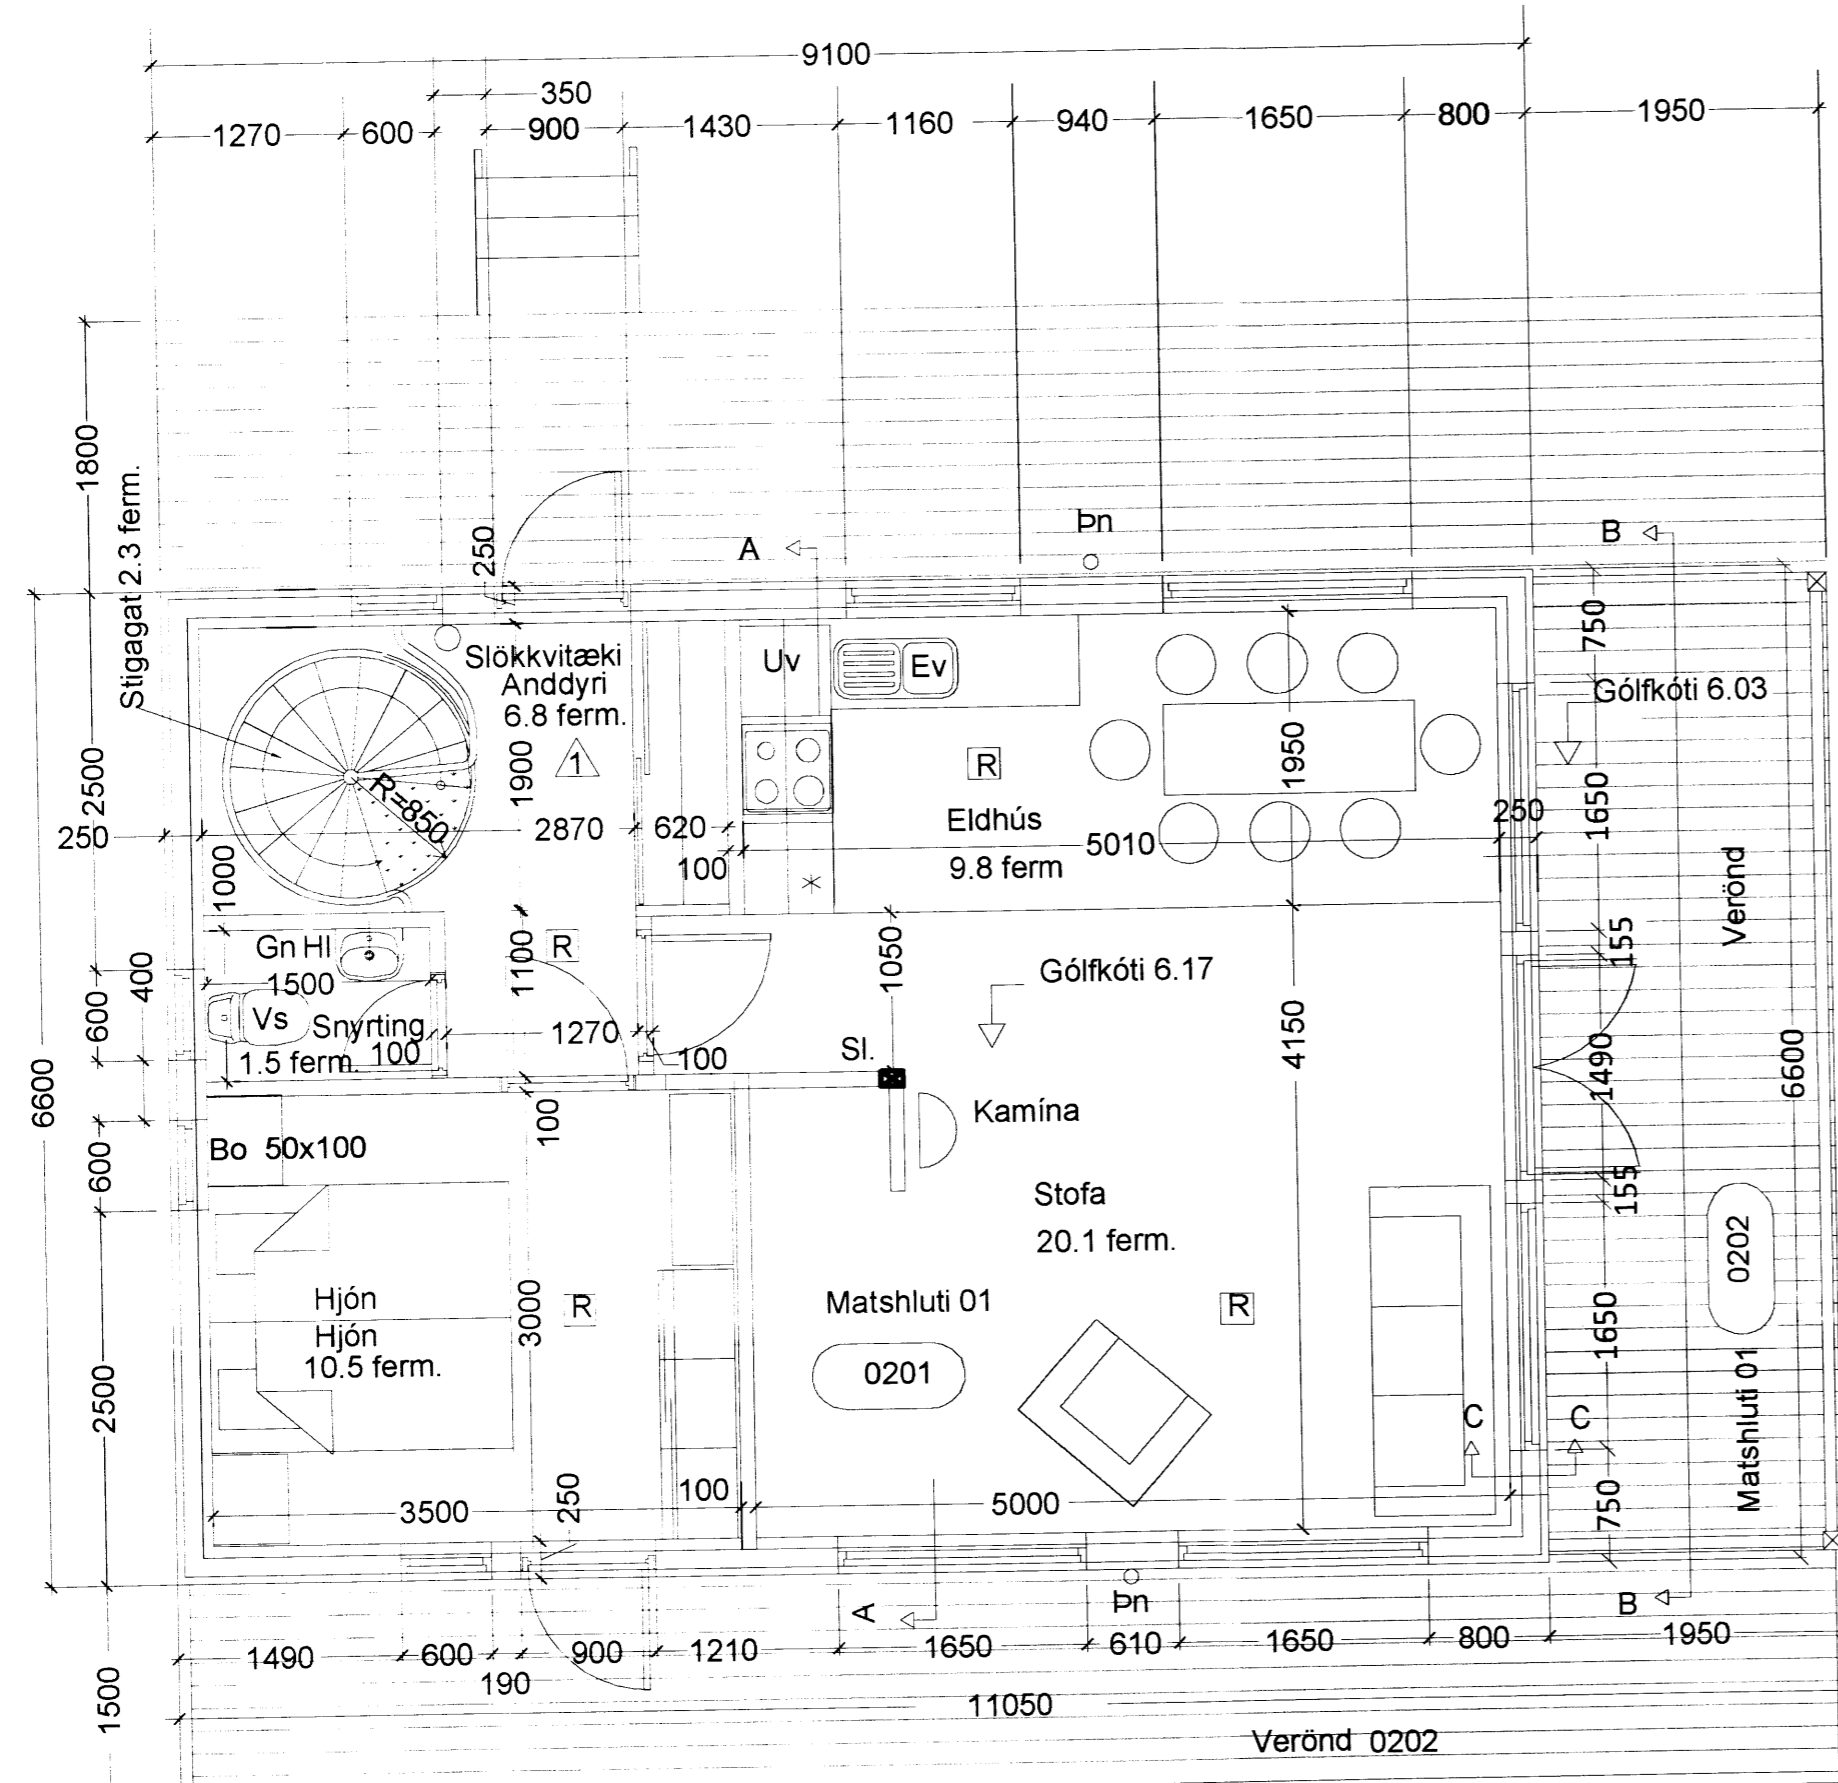 9100
350
1270
600
900
1430
1160
940
1650
800
1950
1800
Stigagat 2.3 ferm.
250
A
Þn
B
Slökkvitæki
Anddyri
6.8 ferm.
1
Uv
Ev
R
750
Gólfkóti 6.03
2500
1900
1950
1650
R=850
250
2870
620
100
Eldhús
9.8 ferm
5010
250
1000
Verönd
Gn Hl
R
1100
1050
Gólfkóti 6.17
155
400
1500
600
Vs
Snyrting
1.5 ferm.
100
1270
100
Sl.
4150
1490
6600
6600
Kamína
100
Bo 50x100
600
155
Stofa
20.1 ferm.
0202
Hjón
Hjón
10.5 ferm.
3000
R
Matshluti 01
R
1650
0201
2500
C
C
Matshluti 01
3500
250
100
5000
750
A
Þn
B
1490
600
190
900
1210
1650
610
1650
800
1950
1500
11050
Verönd 0202